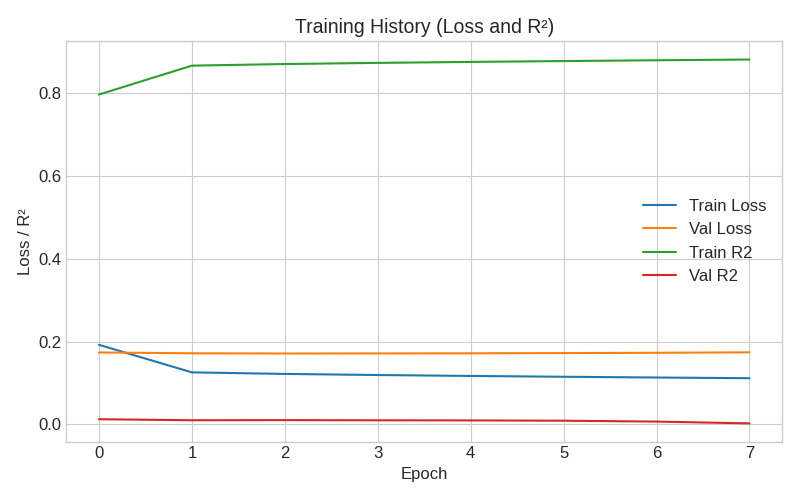 Training History (Loss and R²)
Loss / R²
0.8
0.6
0.4
0.2
0.0
Train Loss
Val Loss
Train R2
Val R2
0 1 2 3 4 5 6 7
Epoch